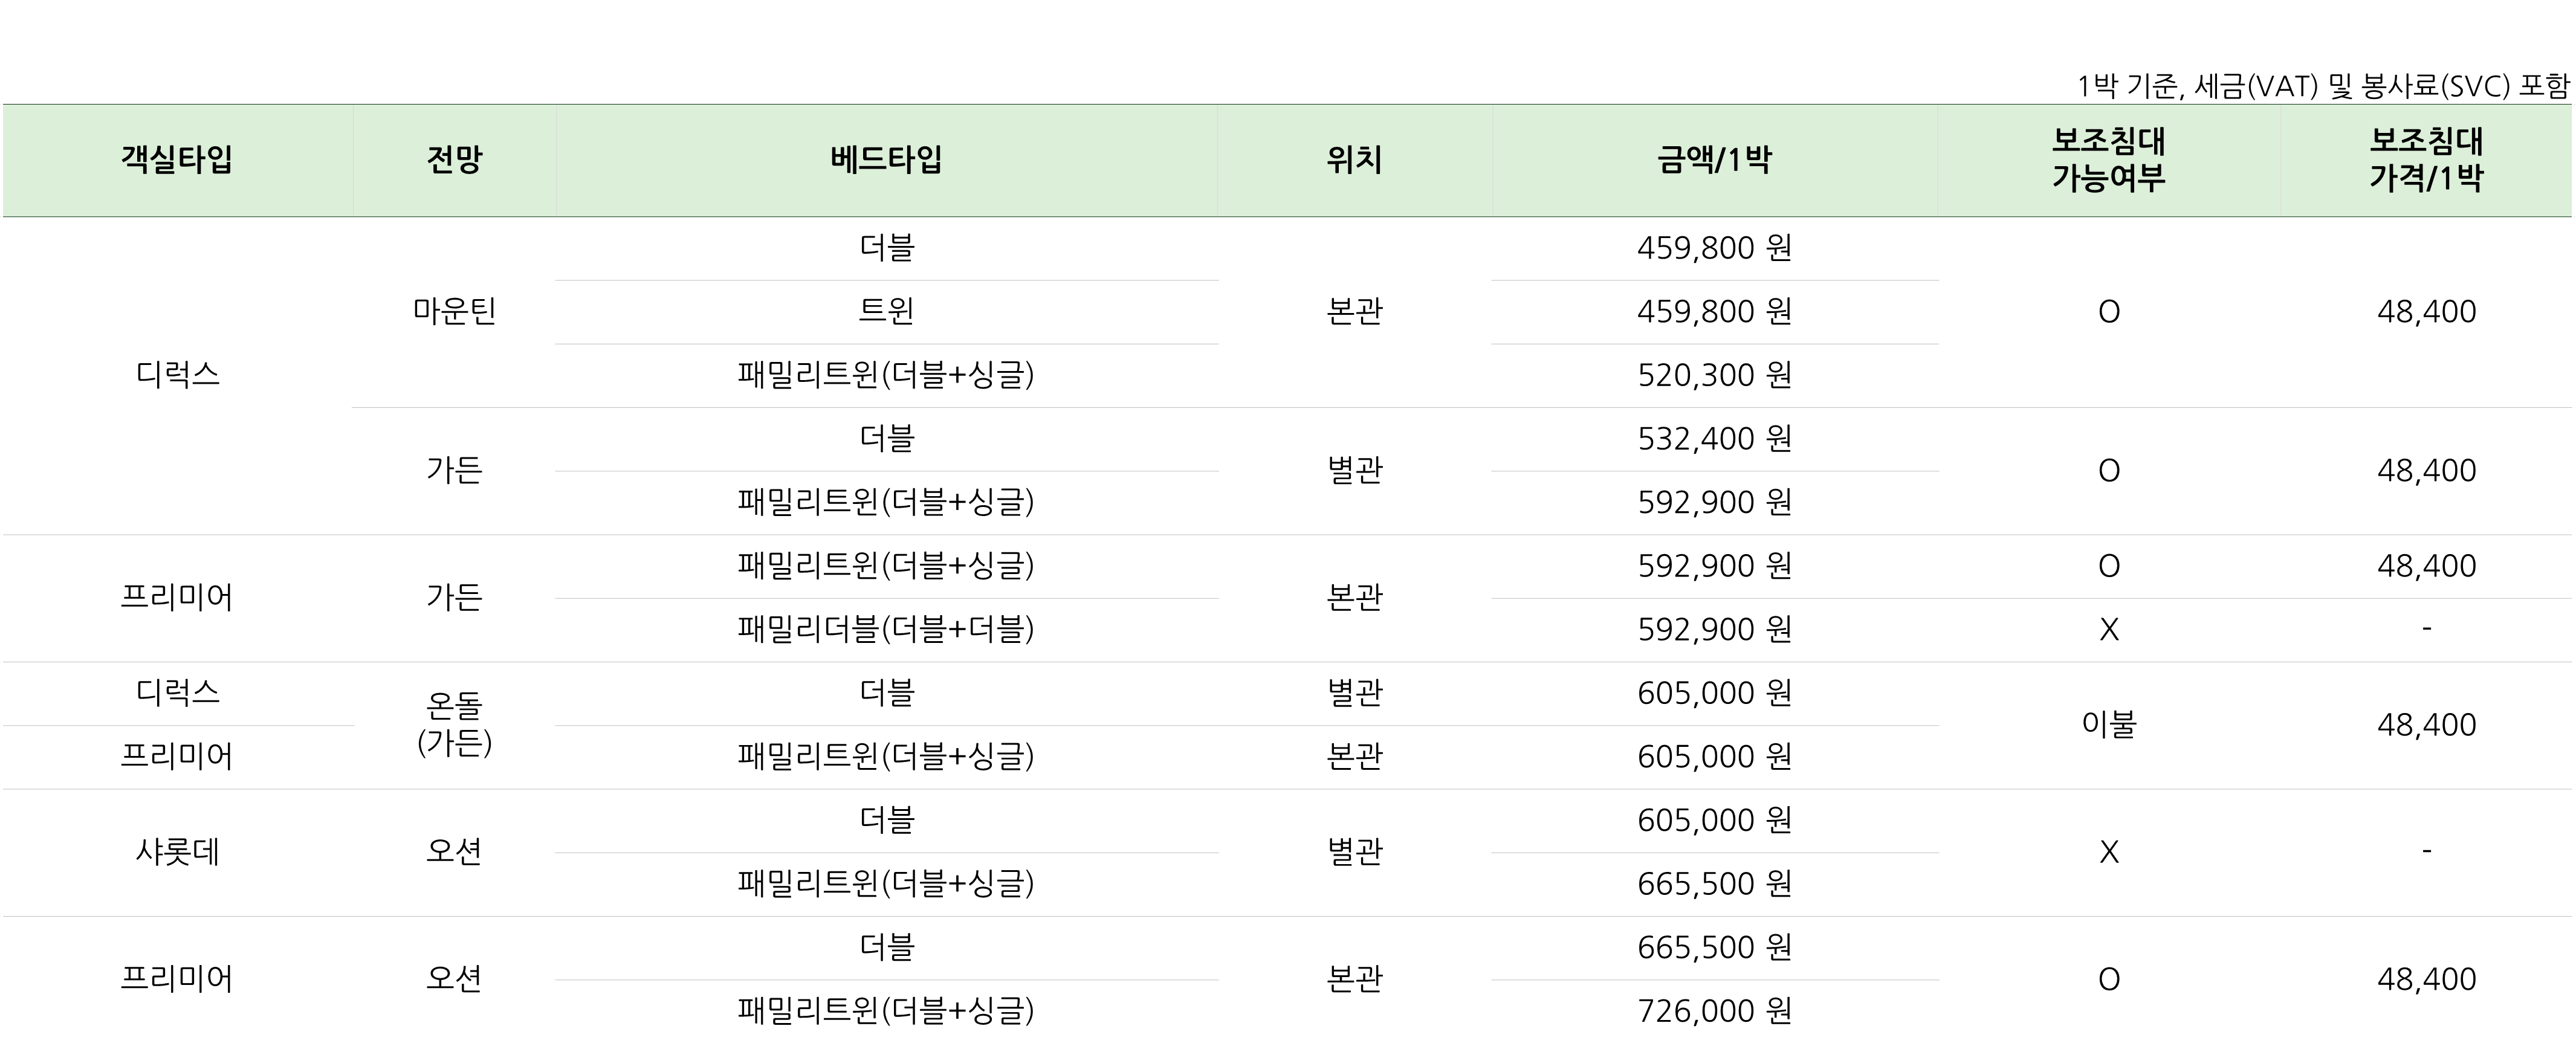 1박 기준, 세금(VAT) 및 봉사료(SVC) 포함
객실타입 전망 베드타입 위치 금액/1박 보조침대 가능여부 보조침대 가격/1박
더블 459,800 원
마운틴 트윈 본관 459,800 원 O 48,400
디럭스 패밀리트윈(더블+싱글) 520,300 원
더블 532,400 원
가든 별관 O 48,400
패밀리트윈(더블+싱글) 592,900 원
패밀리트윈(더블+싱글) 592,900 원 O 48,400
프리미어 가든 본관
패밀리더블(더블+더블) 592,900 원 X -
디럭스 더블 별관 605,000 원
온돌 (가든) 이불 48,400
프리미어 패밀리트윈(더블+싱글) 본관 605,000 원
더블 605,000 원
샤롯데 오션 별관 X -
패밀리트윈(더블+싱글) 665,500 원
더블 665,500 원
프리미어 오션 본관 O 48,400
패밀리트윈(더블+싱글) 726,000 원